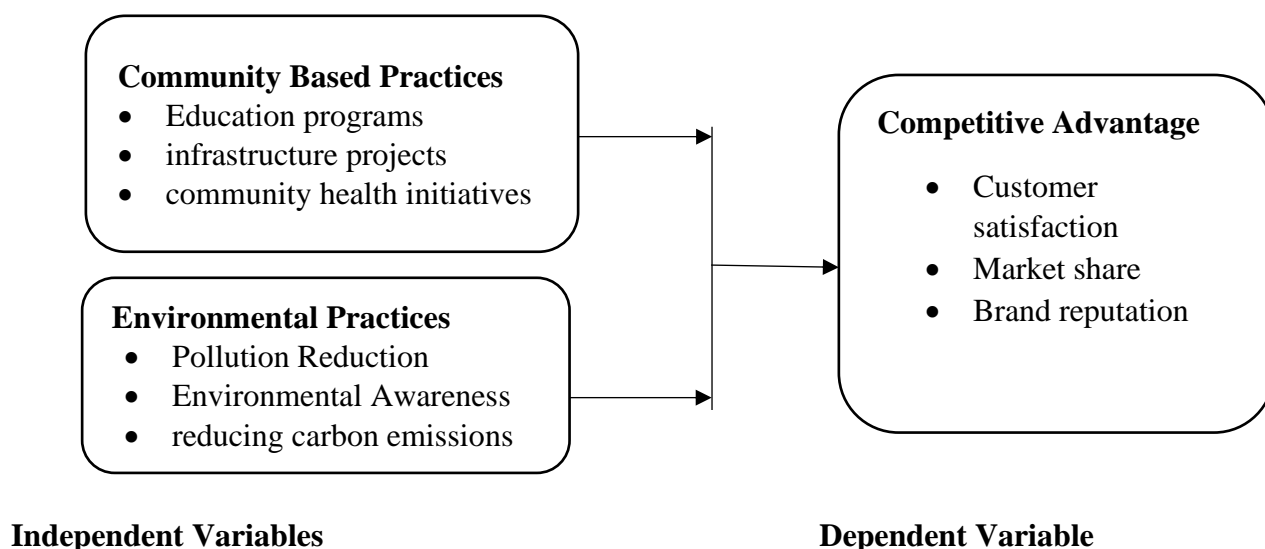 Community Based Practices
• Education programs
• infrastructure projects
• community health initiatives
Environmental Practices
• Pollution Reduction
• Environmental Awareness
• reducing carbon emissions
Competitive Advantage
• Customer
satisfaction
• Market share
• Brand reputation
Independent Variables
Dependent Variable